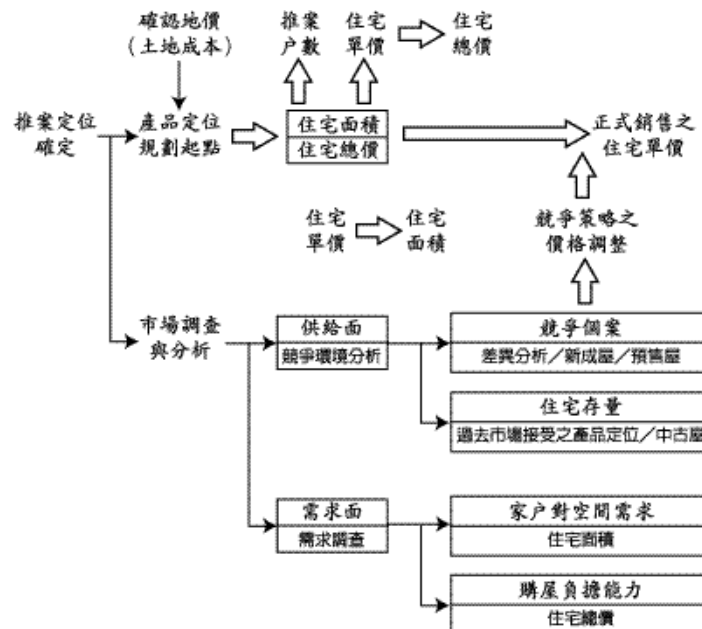 確認地價
(土地成本)
推案
戶數
住宅
單價
住宅
總價
推案定位
確定
產品定位
規劃起點
住宅面積
住宅總價
正式銷售之
住宅單價
住宅
單價
住宅
面積
競爭策略之
價格調整
市場調查
與分析
供給面
競爭環境分析
競爭個案
差異分析／新成屋／預售屋
住宅存量
過去市場接受之產品定位／中古屋
需求面
需求調查
家戶對空間需求
住宅面積
購屋負擔能力
住宅總價